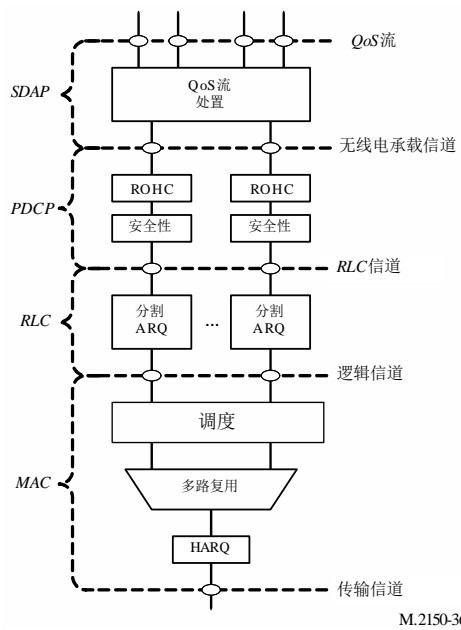 QoS流
SDAP
QoS流
处置
无线电承载信道
PDCP
ROHC
ROHC
安全性
安全性
RLC信道
RLC
分割
ARQ
...
分割
ARQ
逻辑信道
调度
MAC
多路复用
HARQ
传输信道
M.2150-36